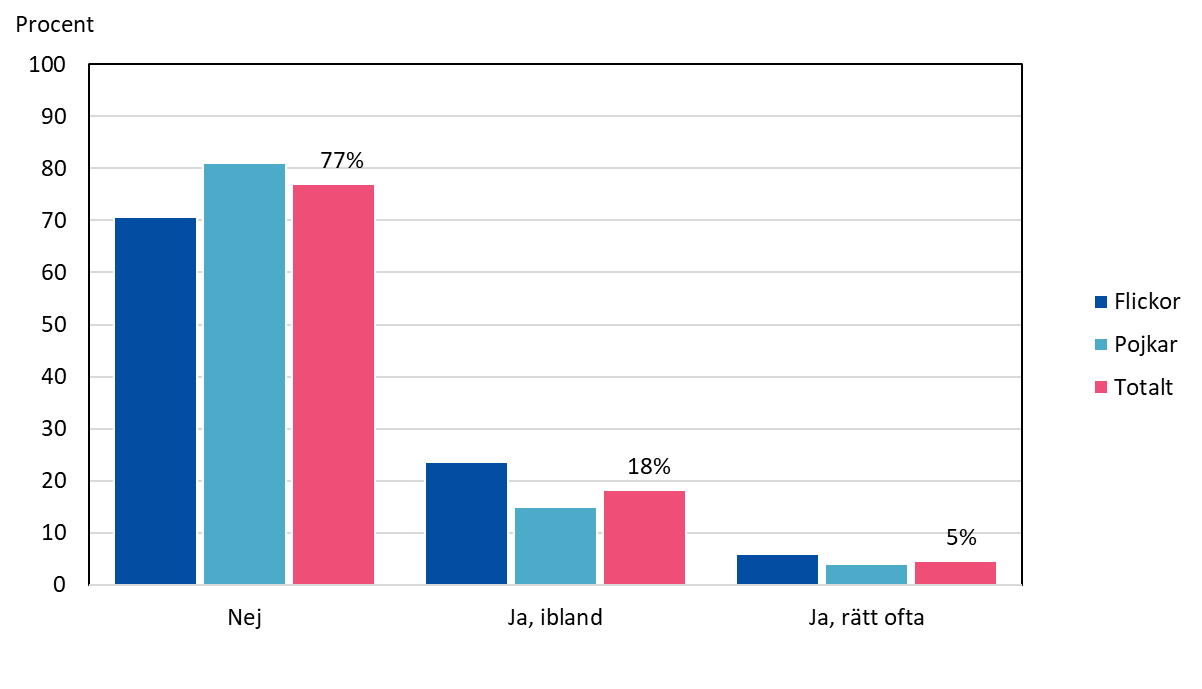 Procent
100
90
80
70
60
50
40
30
20
10
0
77%
18%
5%
Nej
Ja, ibland
Ja, rätt ofta
Flickor
Pojkar
Totalt